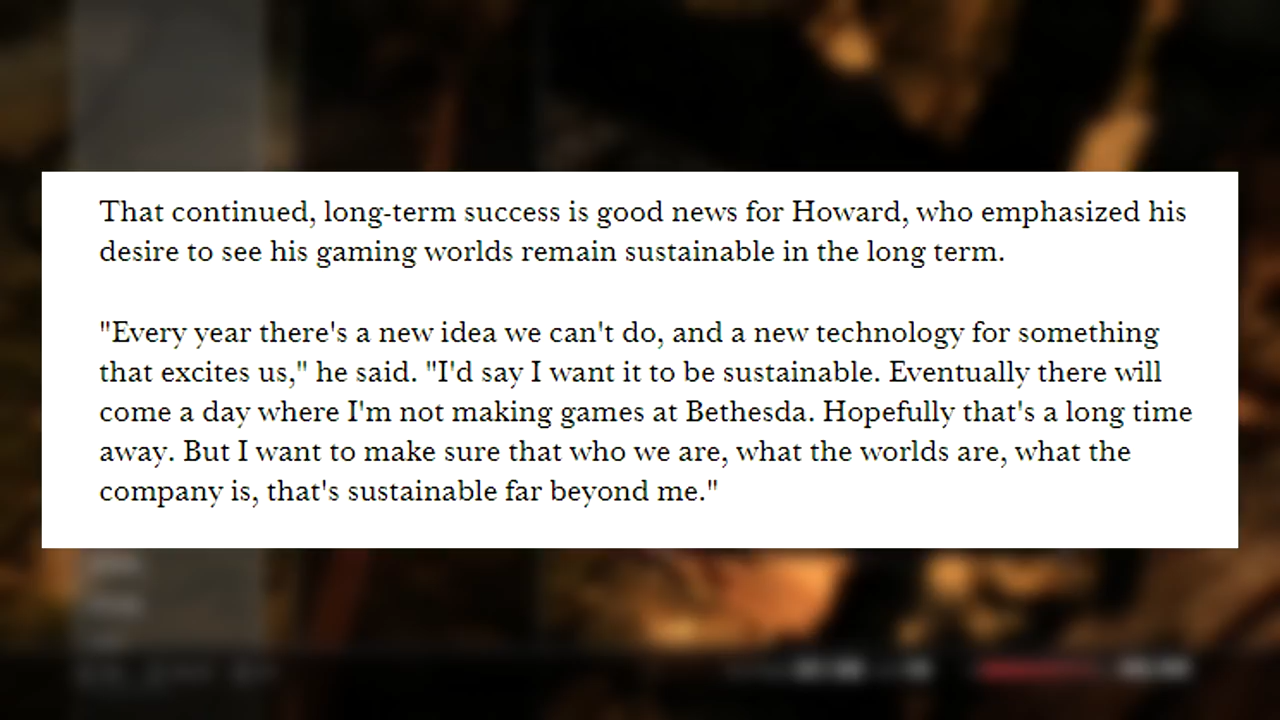 That continued, long-term success is good news for Howard, who emphasized his
desire to see his gaming worlds remain sustainable in the long term.
"Every year there's a new idea we can't do, and a new technology for something
that excites us," he said. "I'd say I want it to be sustainable. Eventually there will
come a day where I'm not making games at Bethesda. Hopefully that's a long time
away. But I want to make sure that who we are, what the worlds are, what the
company is, that's sustainable far beyond me."